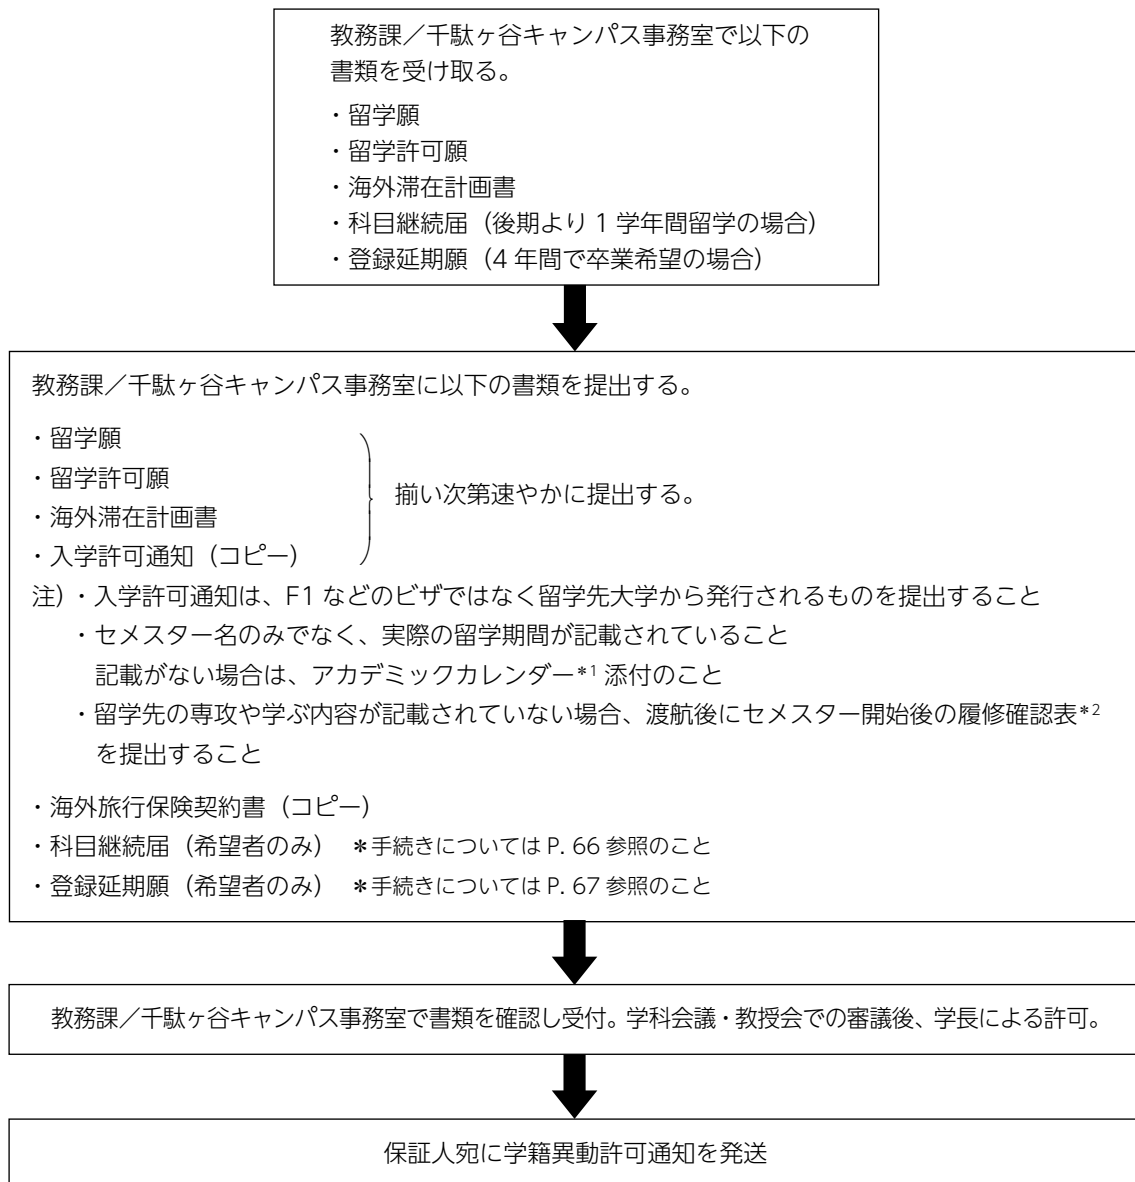 教務課／千駄ヶ谷キャンパス事務室で以下の
書類を受け取る。
・留学願
・留学許可願
・海外滞在計画書
・科目継続届（後期より 1 学年間留学の場合）
・登録延期願（4 年間で卒業希望の場合）
教務課／千駄ヶ谷キャンパス事務室に以下の書類を提出する。
・留学願
・留学許可願
・海外滞在計画書
・入学許可通知（コピー）
揃い次第速やかに提出する。
注）・入学許可通知は、F1 などのビザではなく留学先大学から発行されるものを提出すること
・セメスター名のみでなく、実際の留学期間が記載されていること
記載がない場合は、アカデミックカレンダー*1 添付のこと
・留学先の専攻や学ぶ内容が記載されていない場合、渡航後にセメスター開始後の履修確認表*2
を提出すること
・海外旅行保険契約書（コピー）
・科目継続届（希望者のみ） ＊手続きについては P. 66 参照のこと
・登録延期願（希望者のみ） ＊手続きについては P. 67 参照のこと
教務課／千駄ヶ谷キャンパス事務室で書類を確認し受付。学科会議・教授会での審議後、学長による許可。
保証人宛に学籍異動許可通知を発送